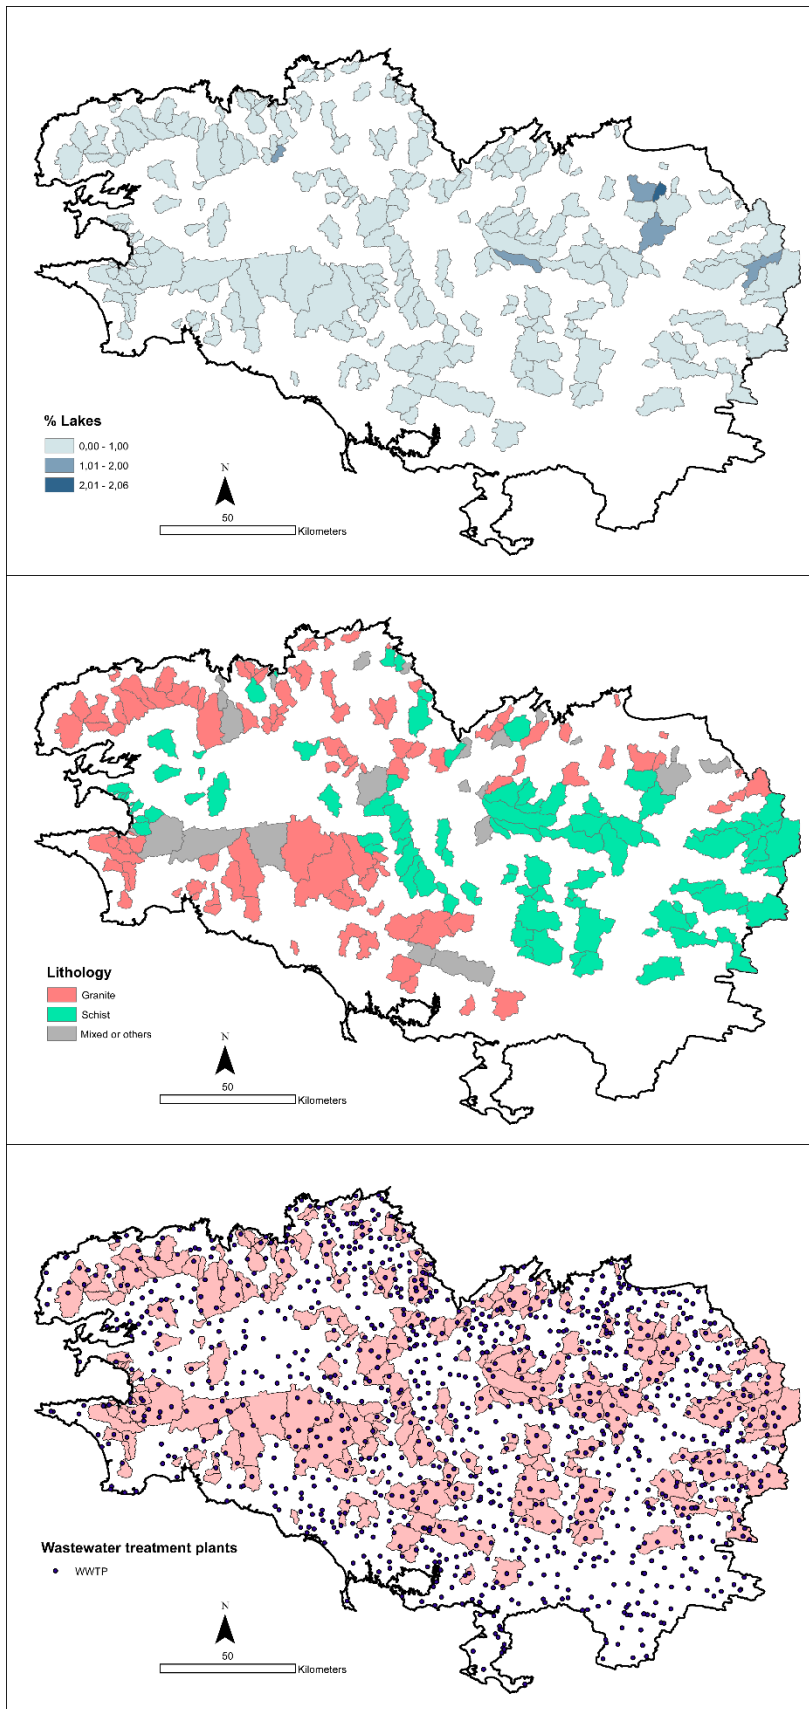 % Lakes
0,00 - 1,00
1,01 - 2,00
2,01 - 2,06
N
50
Kilometers
Lithology
Granite
Schist
Mixed or others
N
50
Kilometers
Wastewater treatment plants
WWTP
N
50
Kilometers